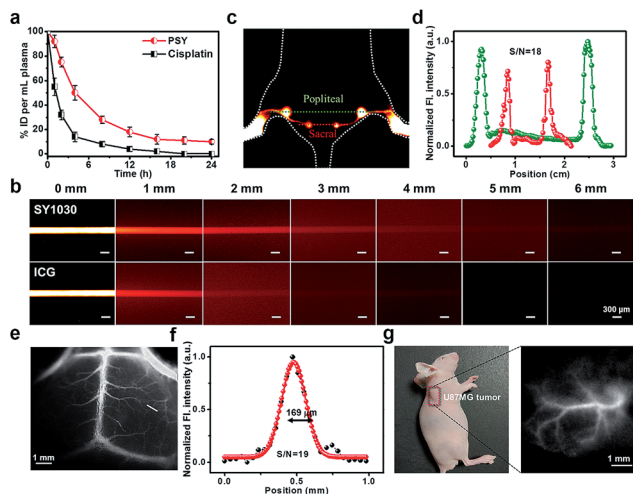 a
% ID per mL plasma
100
80
60
40
20
0
PSY
Cisplatin
0 4 8 12 16 20 24
Time (h)
c
Popliteal
Sacral
d
Normalized FI. intensity (a.u.)
1.0
0.5
0.0
S/N=18
0 1 2 3
Position (cm)
b
0 mm 1 mm 2 mm 3 mm 4 mm 5 mm 6 mm
SY1030
ICG
300 µm
e
1 mm
f
Normalized FI. intensity (a.u.)
1.0
0.5
0.0
169 µm
S/N=19
0.0 0.5 1.0
Position (mm)
g
U87MG tumor
1 mm